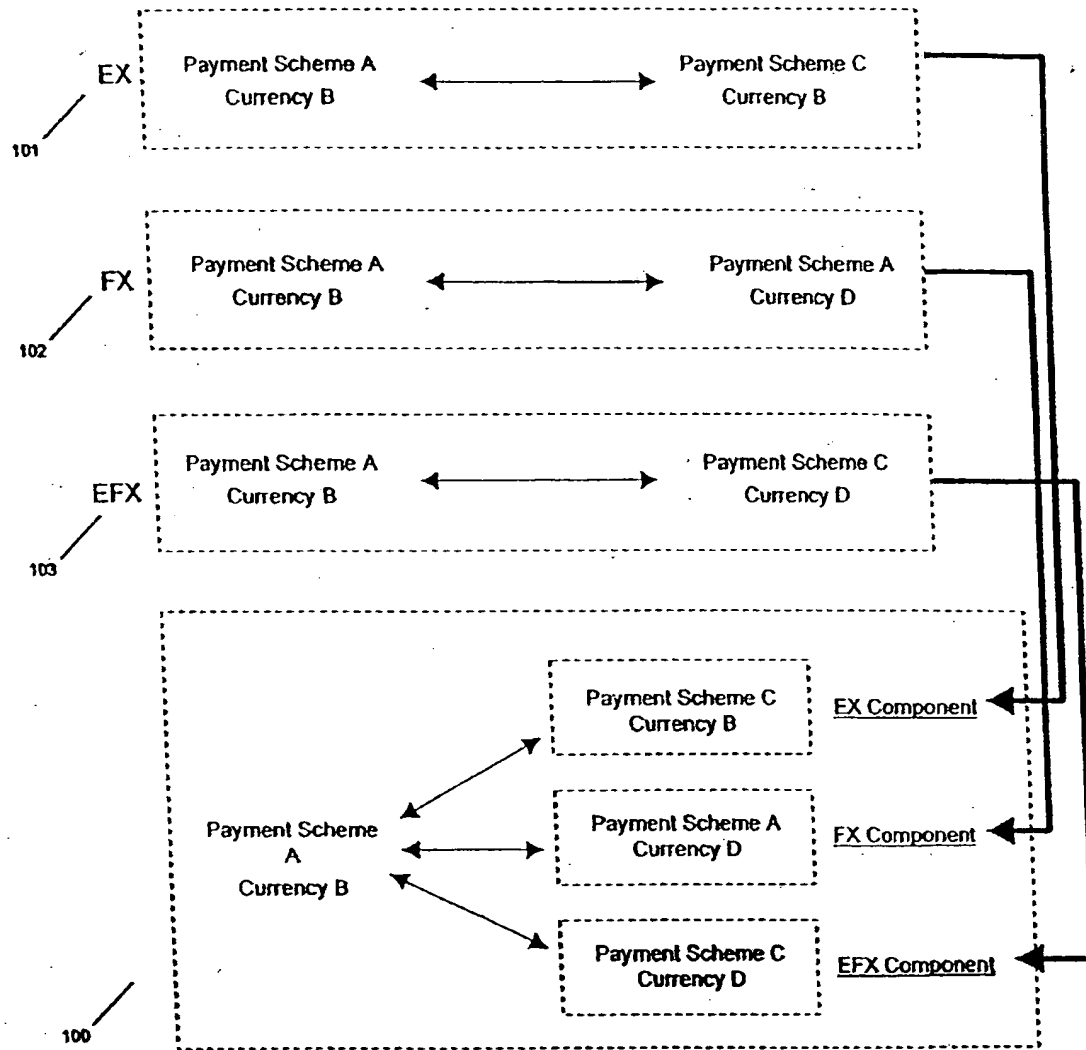 EX
Payment Scheme A
Currency B
Payment Scheme C
Currency B
101
FX
Payment Scheme A
Currency B
Payment Scheme A
Currency D
102
EFX
Payment Scheme A
Currency B
Payment Scheme C
Currency D
103
Payment Scheme
A
Currency B
Payment Scheme C
Currency B
EX Component
Payment Scheme A
Currency D
FX Component
Payment Scheme C
Currency D
EFX Component
100